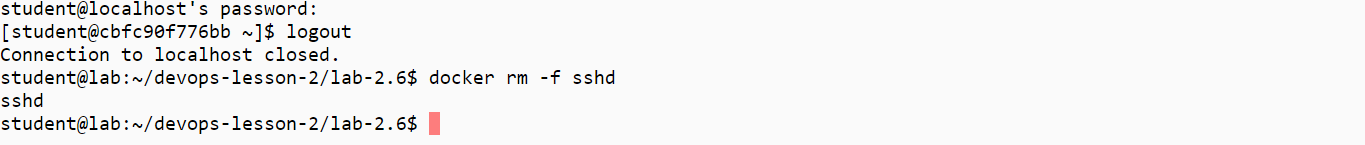 student@localhost's password:
[student@cbfc90f776bb ~]$ logout
Connection to localhost closed.
student@lab:~/devops-lesson-2/lab-2.6$ docker rm -f sshd
sshd
student@lab:~/devops-lesson-2/lab-2.6$